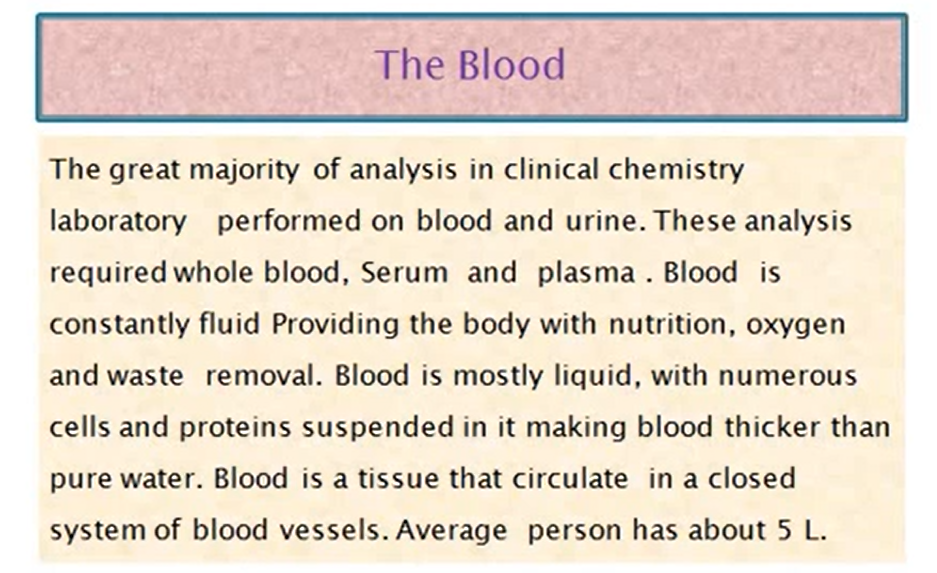 The Blood
The great majority of analysis in clinical chemistry
laboratory performed on blood and urine. These analysis
required whole blood, Serum and plasma . Blood is
constantly fluid Providing the body with nutrition, oxygen
and waste removal. Blood is mostly liquid, with numerous
cells and proteins suspended in it making blood thicker than
pure water. Blood is a tissue that circulate in a closed
system of blood vessels. Average person has about 5 L.